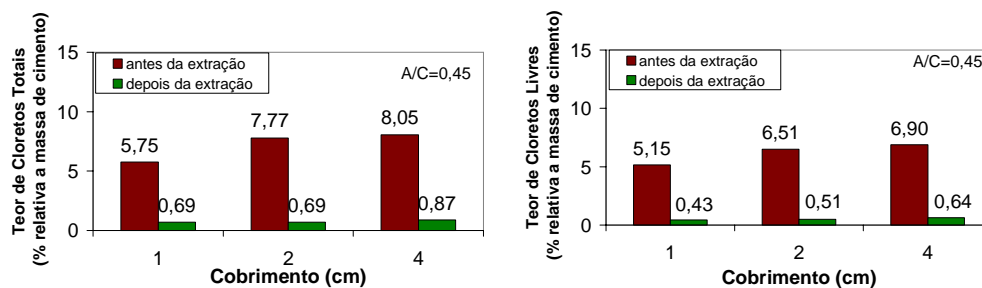 Teor de Cloretos Totais
(% relativa a massa de cimento)
15
10
5
0
antes da extração
depois da extração
A/C=0,45
5,75
0,69
7,77
0,69
8,05
0,87
1
2
4
Cobrimento (cm)
Teor de Cloretos Livres
(% relativa a massa de cimento)
15
10
5
0
antes da extração
depois da extração
A/C=0,45
5,15
0,43
6,51
0,51
6,90
0,64
1
2
4
Cobrimento (cm)